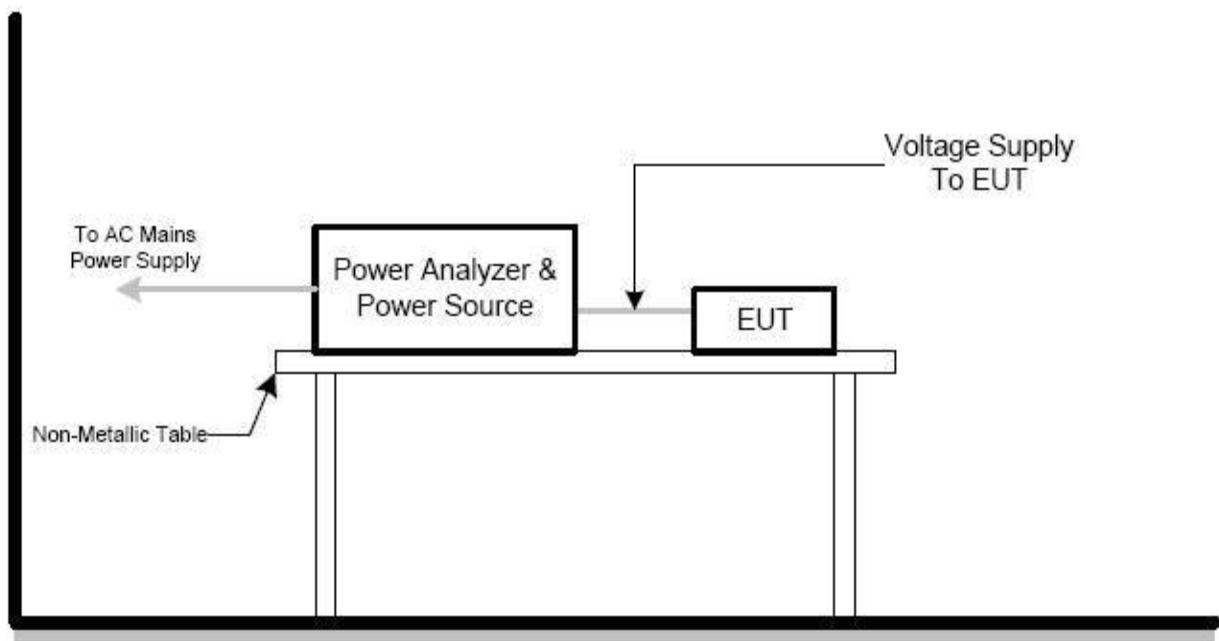 Voltage Supply
To EUT
To AC Mains
Power Supply
Power Analyzer &
Power Source
EUT
Non-Metallic Table